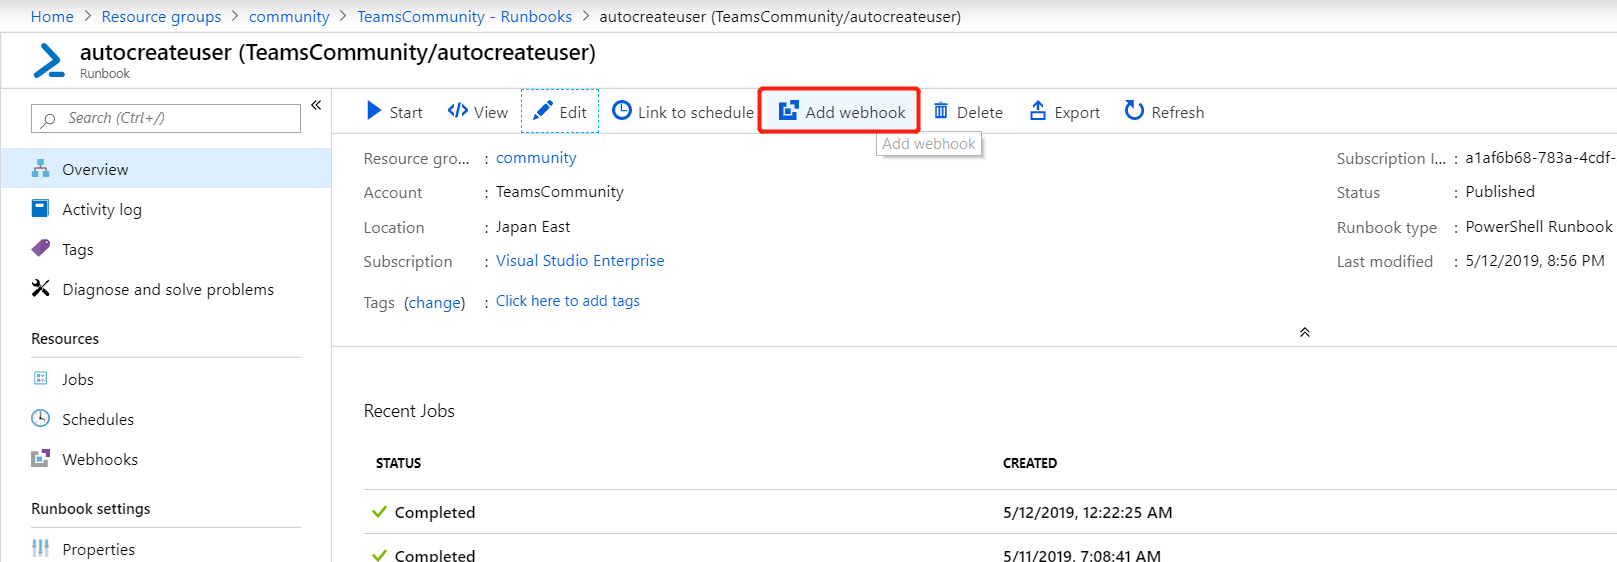 Home > Resource groups > community > TeamsCommunity - Runbooks > autocreateuser (TeamsCommunity/autocreateuser)
autocreateuser (TeamsCommunity/autocreateuser)
Runbook
Search (Ctrl+/)
«
Overview
Activity log
Tags
Diagnose and solve problems
Resources
Jobs
Schedules
Webhooks
Runbook settings
Properties
Start </> View Edit Link to schedule Add webhook Delete Export Refresh
Add webhook
Resource gro... : community
Account : TeamsCommunity
Location : Japan East
Subscription : Visual Studio Enterprise
Tags (change) : Click here to add tags
Subscription I... : a1af6b68-783a-4cdf-
Status : Published
Runbook type : PowerShell Runbook
Last modified : 5/12/2019, 8:56 PM
Recent Jobs
STATUS CREATED
Completed 5/12/2019, 12:22:25 AM
Completed 5/11/2019, 7:08:41 AM